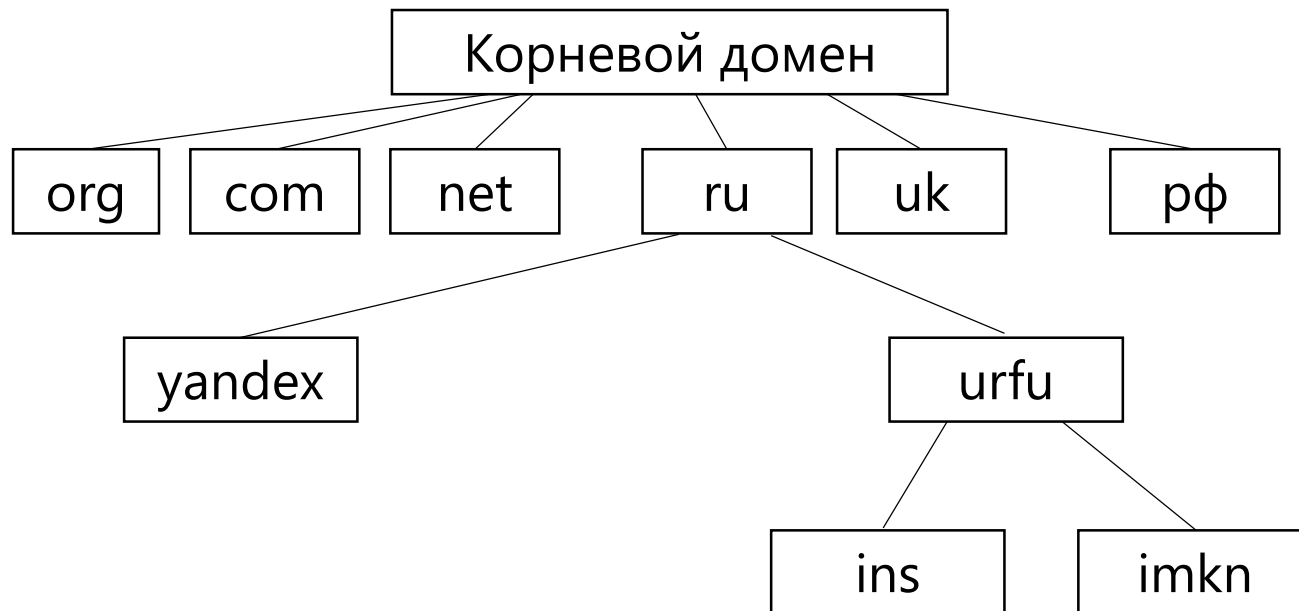 Корневой домен
org com net ru uk рф
yandex urfu
ins imkn